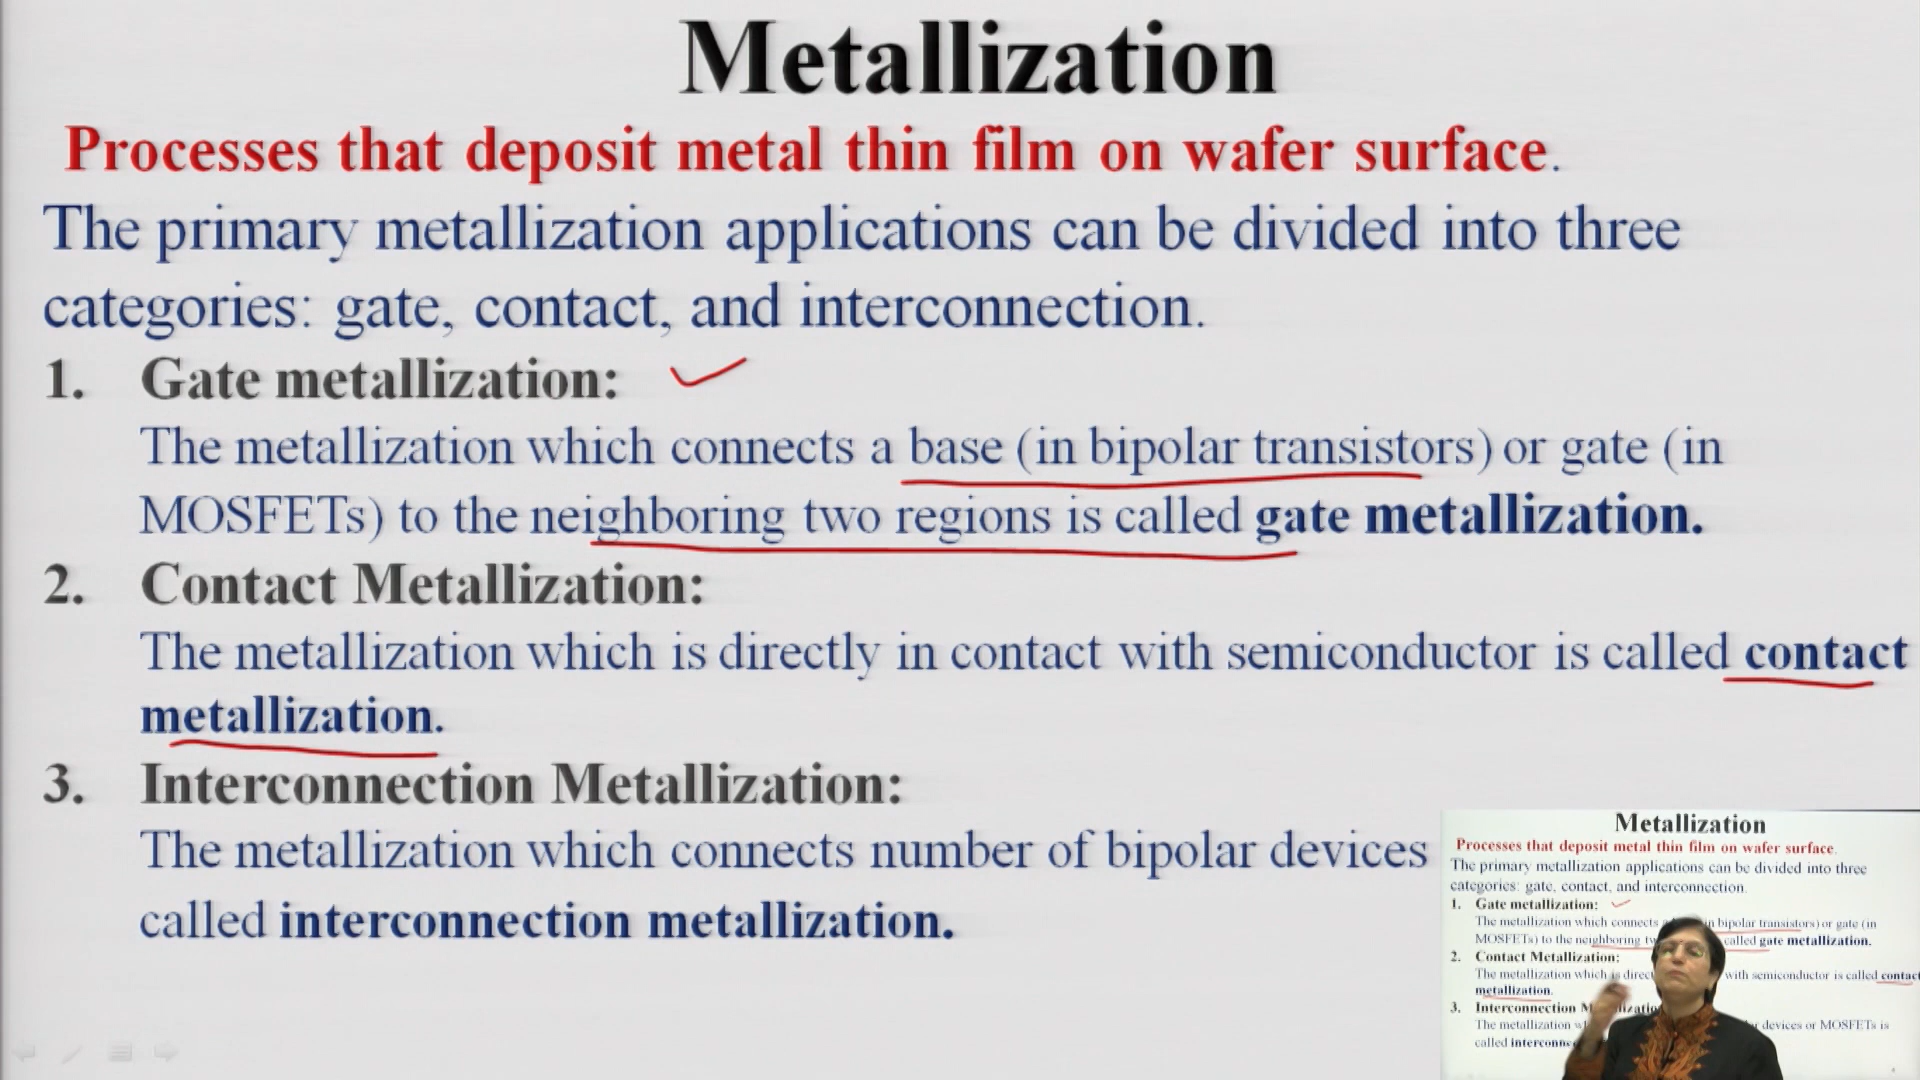 Metallization
Processes that deposit metal thin film on wafer surface.
The primary metallization applications can be divided into three
categories: gate, contact, and interconnection.
1. Gate metallization:
The metallization which connects a base (in bipolar transistors) or gate (in
MOSFETs) to the neighboring two regions is called gate metallization.
2. Contact Metallization:
The metallization which is directly in contact with semiconductor is called contact
metallization.
3. Interconnection Metallization:
The metallization which connects number of bipolar devices
called interconnection metallization.
Metallization
Processes that deposit metal thin film on wafer surface.
The primary metallization applications can be divided into three
categories: gate, contact, and interconnection.
1. Gate metallization:
The metallization which connects in bipolar transistors) or gate (in
MOSFETs) to the neighboring called gate metallization.
2. Contact Metallization:
The metallization which is with semiconductor is called contact
metallization.
3. Interconnection
The metallization devices or MOSFETs is
called